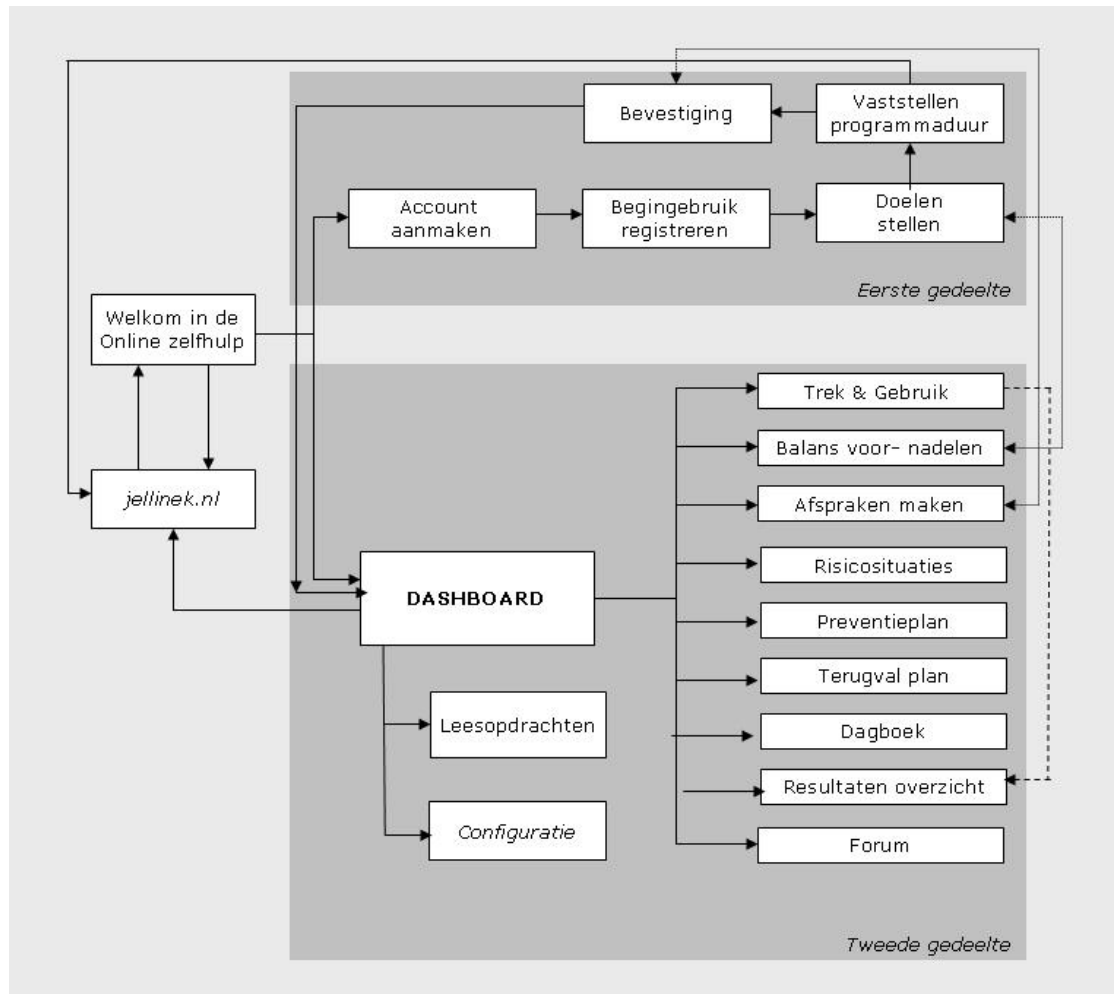 Bevestiging
Vaststellen
programmaduur
Account
aanmaken
Begingebruik
registreren
Doelen
stellen
Eerste gedeelte
Welkom in de
Online zelfhulp
jellinek.nl
Trek & Gebruik
Balans voor- nadelen
Afspraken maken
Risicosituaties
DASHBOARD
Preventieplan
Terugval plan
Leesopdrachten
Dagboek
Resultaten overzicht
Configuratie
Forum
Tweede gedeelte